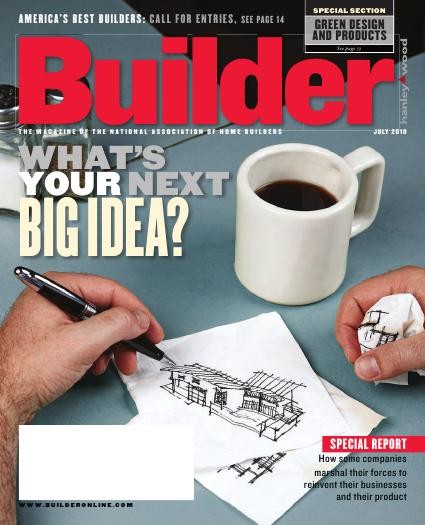 AMERICA'S BEST BUILDERS: CALL FOR ENTRIES, SEE PAGE 14
SPECIAL SECTION
GREEN DESIGN
AND PRODUCTS
See page 73
Builder
hanley wood
THE MAGAZINE OF THE NATIONAL ASSOCIATION OF HOME BUILDERS
JULY 2010
WHAT'S
YOUR NEXT
BIG IDEA?
SPECIAL REPORT
How some companies
marshal their forces to
reinvent their businesses
and their product
WWW.BUILDERONLINE.COM